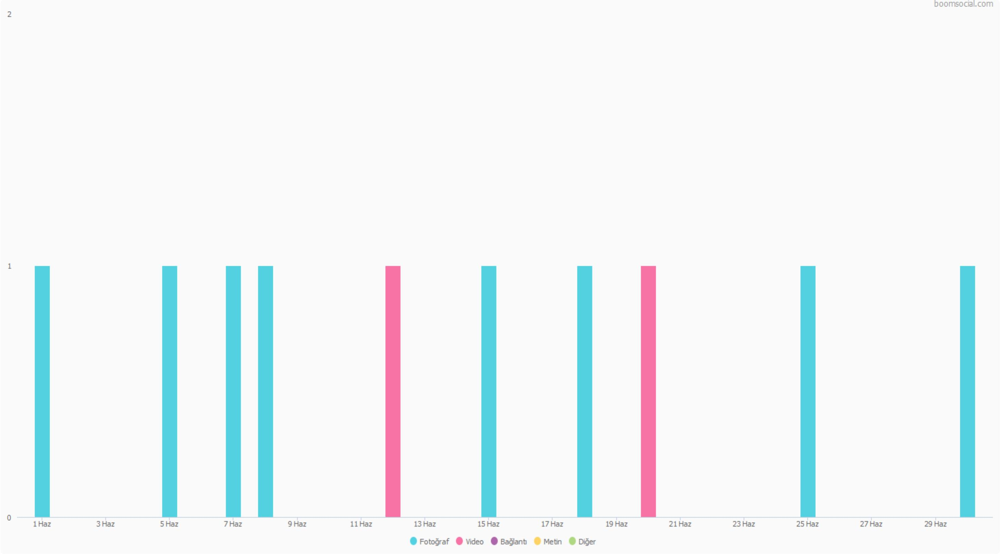 boomsocial.com
2
1
0
1 Haz 3 Haz 5 Haz 7 Haz 9 Haz 11 Haz 13 Haz 15 Haz 17 Haz 19 Haz 21 Haz 23 Haz 25 Haz 27 Haz 29 Haz
Fotoğraf Video Bağlantı Metin Diğer